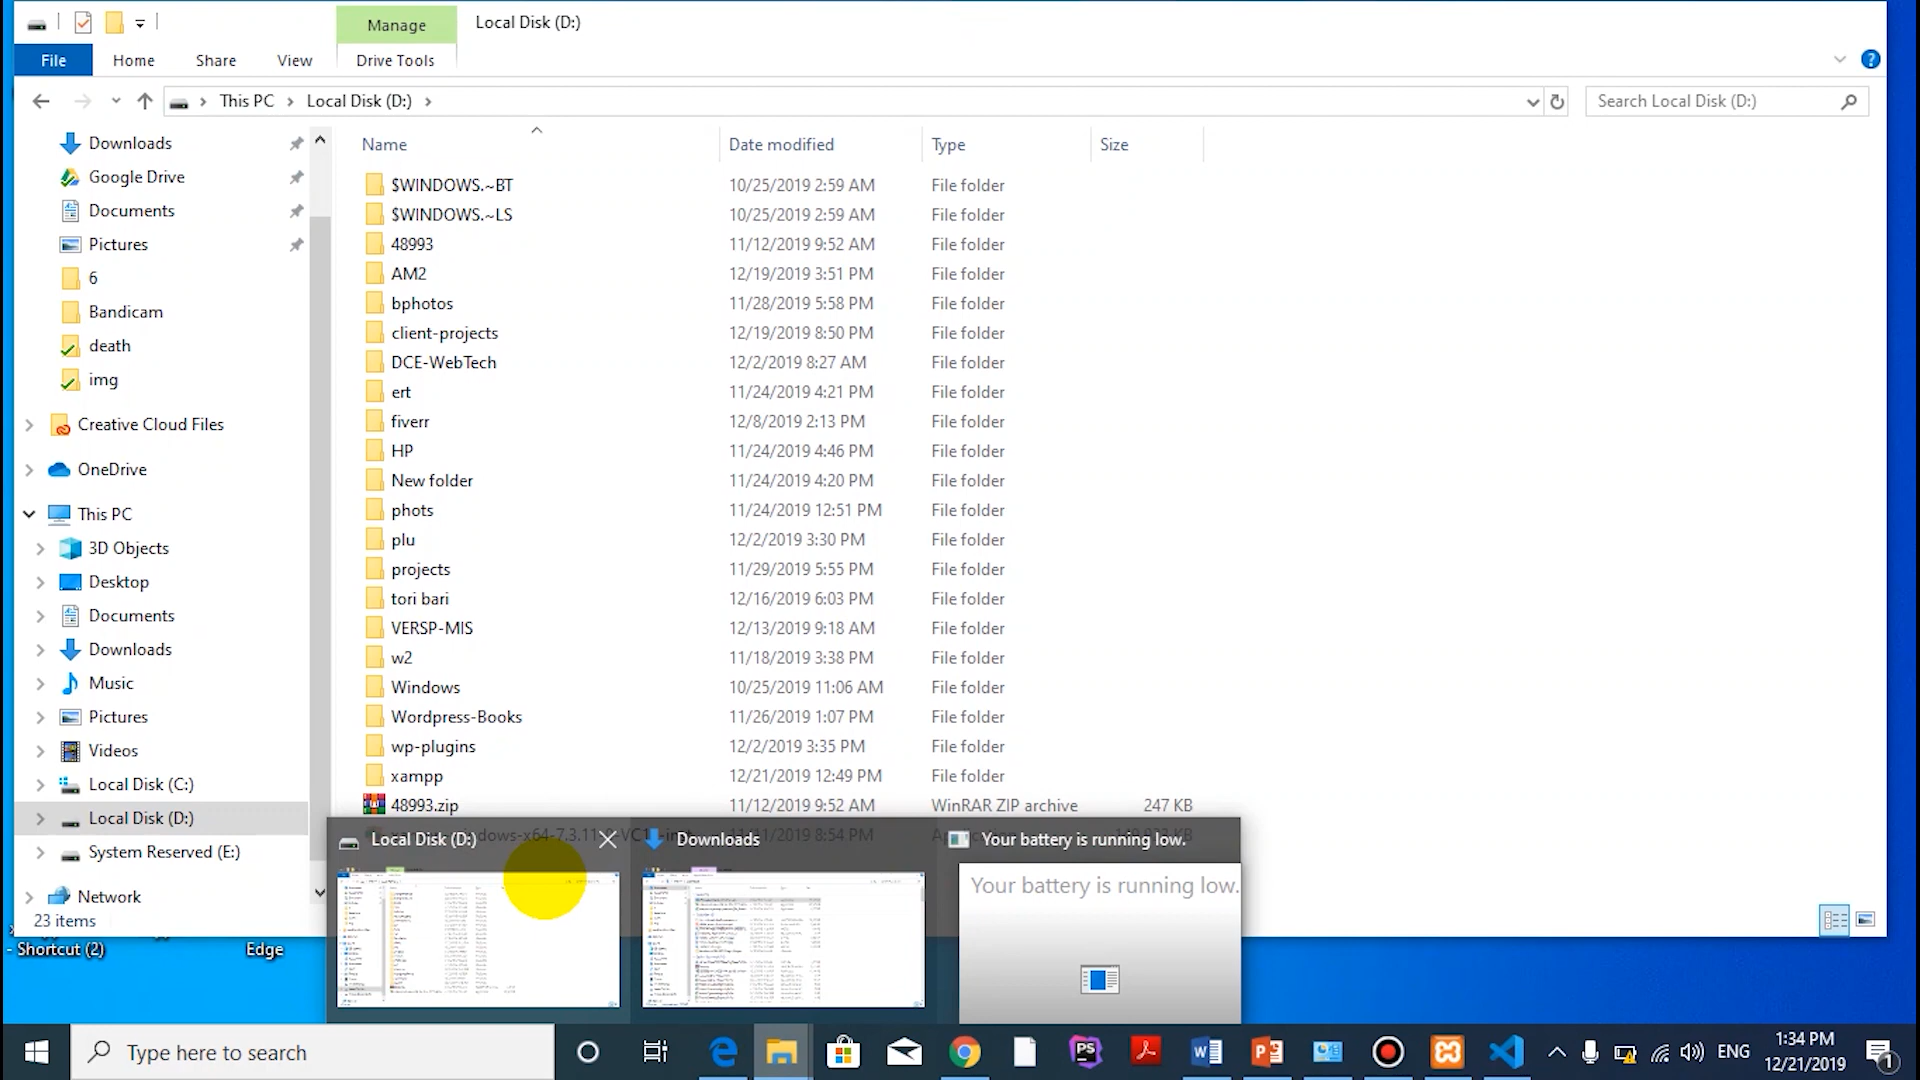 Manage
Local Disk (D:)
File
Home
Share
View
Drive Tools
This PC
Local Disk (D:)
Search Local Disk (D:)
Downloads
Google Drive
Documents
Pictures
6
Bandicam
death
img
Creative Cloud Files
OneDrive
This PC
3D Objects
Desktop
Documents
Downloads
Music
Pictures
Videos
Local Disk (C:)
Local Disk (D:)
System Reserved (E:)
Network
23 items
Name Date modified Type Size
$WINDOWS.~BT 10/25/2019 2:59 AM File folder
$WINDOWS.~LS 10/25/2019 2:59 AM File folder
48993 11/12/2019 9:52 AM File folder
AM2 12/19/2019 3:51 PM File folder
bphotos 11/28/2019 5:58 PM File folder
client-projects 12/19/2019 8:50 PM File folder
DCE-WebTech 12/2/2019 8:27 AM File folder
ert 11/24/2019 4:21 PM File folder
fiverr 12/8/2019 2:13 PM File folder
HP 11/24/2019 4:46 PM File folder
New folder 11/24/2019 4:20 PM File folder
phots 11/24/2019 12:51 PM File folder
plu 12/2/2019 3:30 PM File folder
projects 11/29/2019 5:55 PM File folder
tori bari 12/16/2019 6:03 PM File folder
VERSP-MIS 12/13/2019 9:18 AM File folder
w2 11/18/2019 3:38 PM File folder
Windows 10/25/2019 11:06 AM File folder
Wordpress-Books 11/26/2019 1:07 PM File folder
wp-plugins 12/2/2019 3:35 PM File folder
xampp 12/21/2019 12:49 PM File folder
48993.zip 11/12/2019 9:52 AM WinRAR ZIP archive 247 KB
8:54 PM KB
Local Disk (D:)
Downloads
Your battery is running low.
Your battery is running low.
- Shortcut (2)
Edge
Type here to search
ENG
1:34 PM
12/21/2019
1